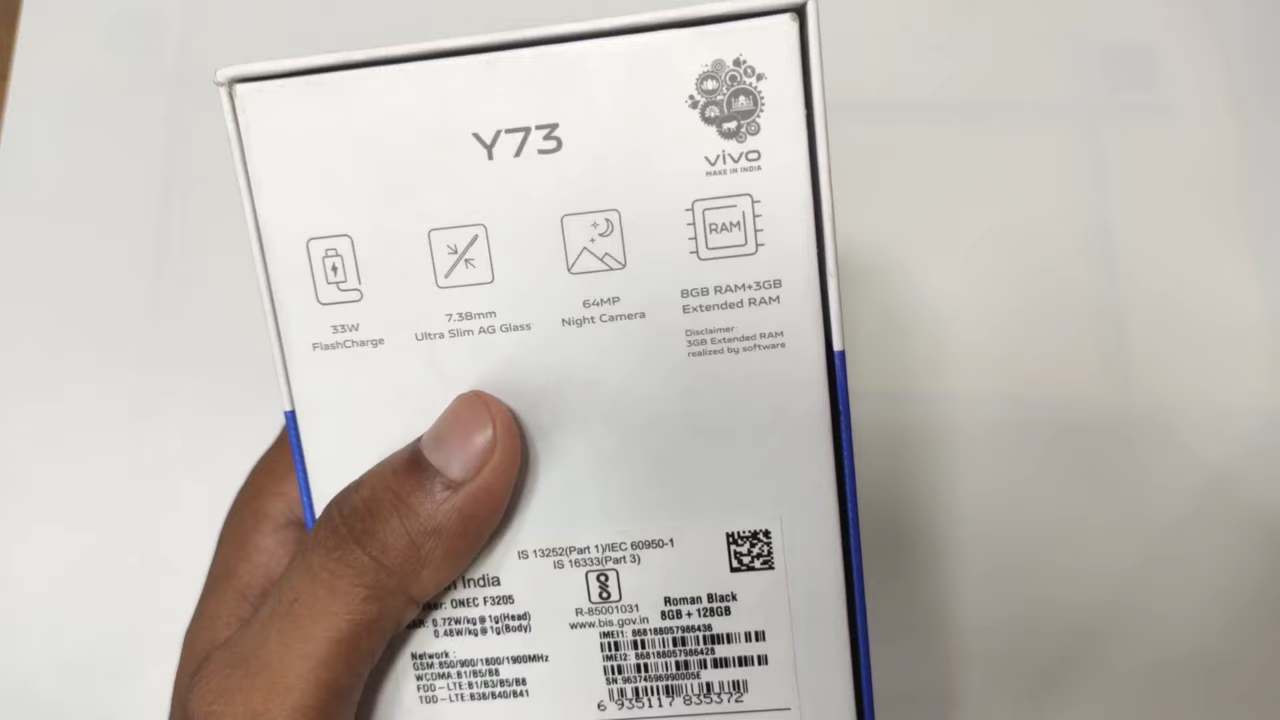 Y73
vivo
MAKE IN INDIA
33W
FlashCharge
7.38mm
Ultra Slim AG Glass
64MP
Night Camera
RAM
8GB RAM+3GB
Extended RAM
Disclaimer:
3GB Extended RAM
realized by software
IS 13252(Part 1)/IEC 60950-1
IS 16333(Part 3)
India
ONEC F3205
0.72W/kg@1g(Head)
0.48W/kg@1g(Body)
Network :
GSM:850/900/1800/1900MHz
WCDMA:B1/B5/B8
FDD-LTE:B1/B3/B5/B8
TDD-LTE:B38/B40/B41
R-85001031
www.bis.gov.in
Roman Black
8GB + 128GB
IMEI1: 868188057986436
IMEI2: 868188057986428
SN:96374596990005E
6 935117 835372